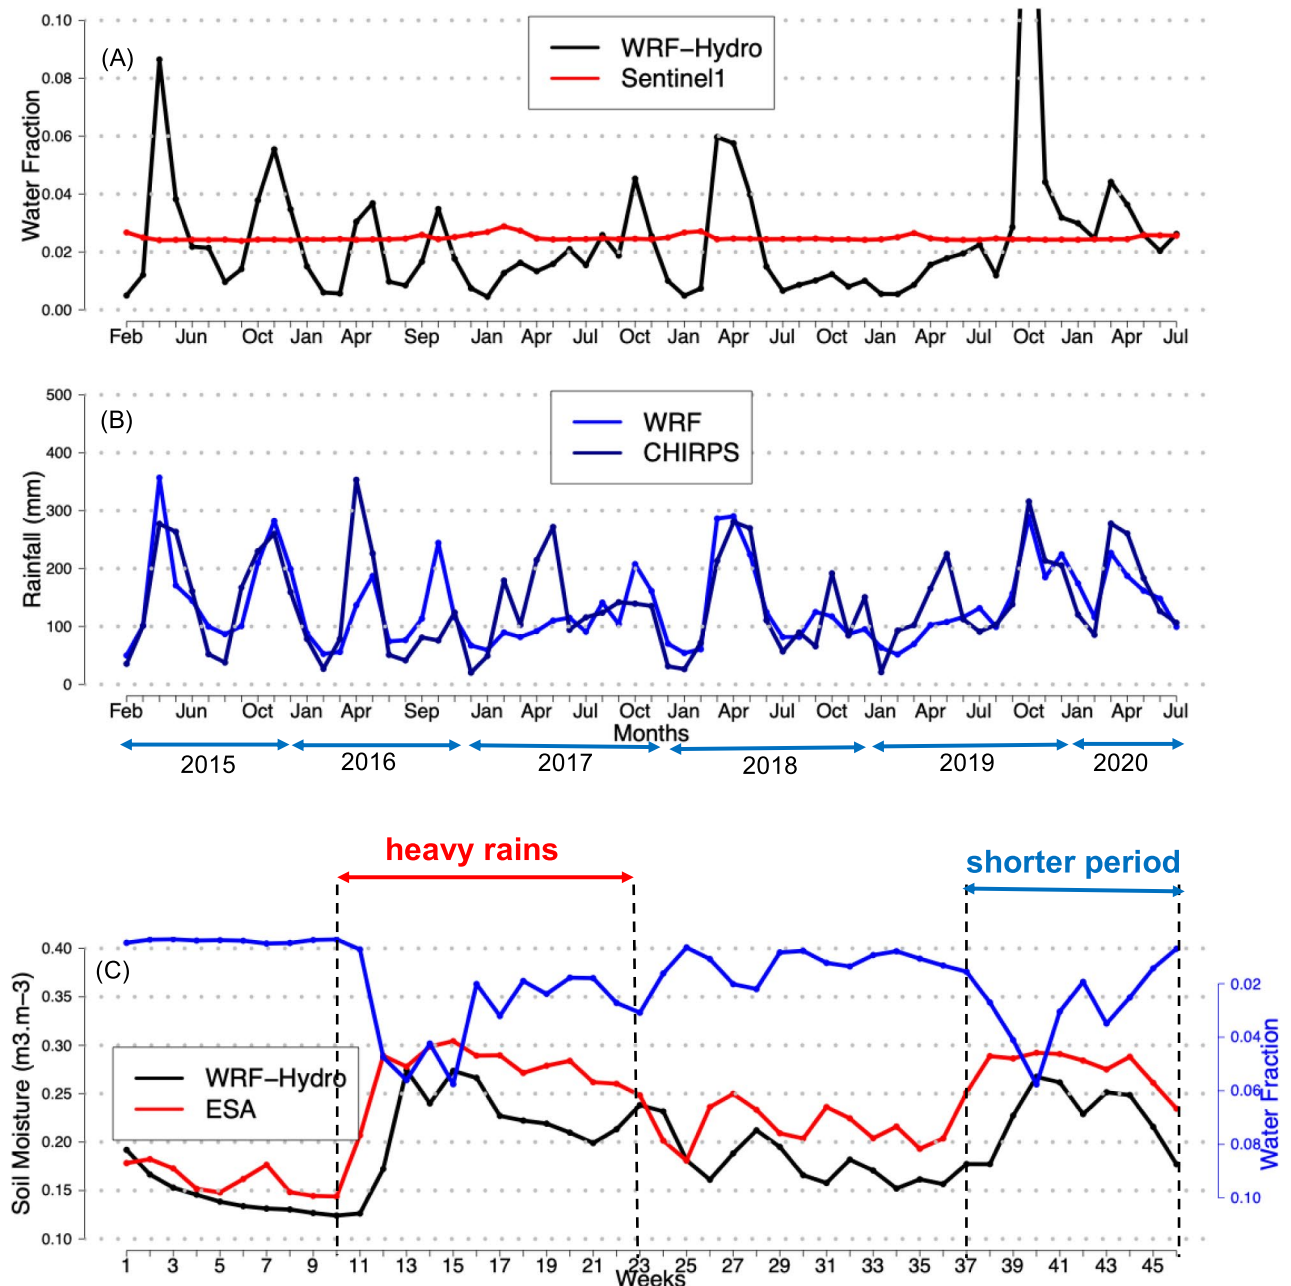 (A)
WRF–Hydro
Sentinel1
Water Fraction
0.10
0.08
0.06
0.04
0.02
0.00
Feb Jun Oct Jan Apr Sep Jan Apr Jul Oct Jan Apr Jul Jan Apr Oct Jan Apr Jul
(B)
WRF
CHIRPS
Rainfall (mm)
500
400
300
200
100
0
Feb Jun Oct Jan Apr Sep Jan Apr Jul Oct Jan Apr Jul Oct Jan Apr Jul Oct Jan Apr Jul
Months
2015 2016 2017 2018 2019 2020
heavy rains
shorter period
(C)
WRF–Hydro
ESA
Soil Moisture (m3.m–3)
0.40
0.35
0.30
0.25
0.20
0.15
0.10
0.02
0.04
0.06
0.08
0.10
Water Fraction
1 3 5 7 9 11 13 15 17 19 21 23 25 27 29 31 33 35 37 39 41 43 45
Weeks